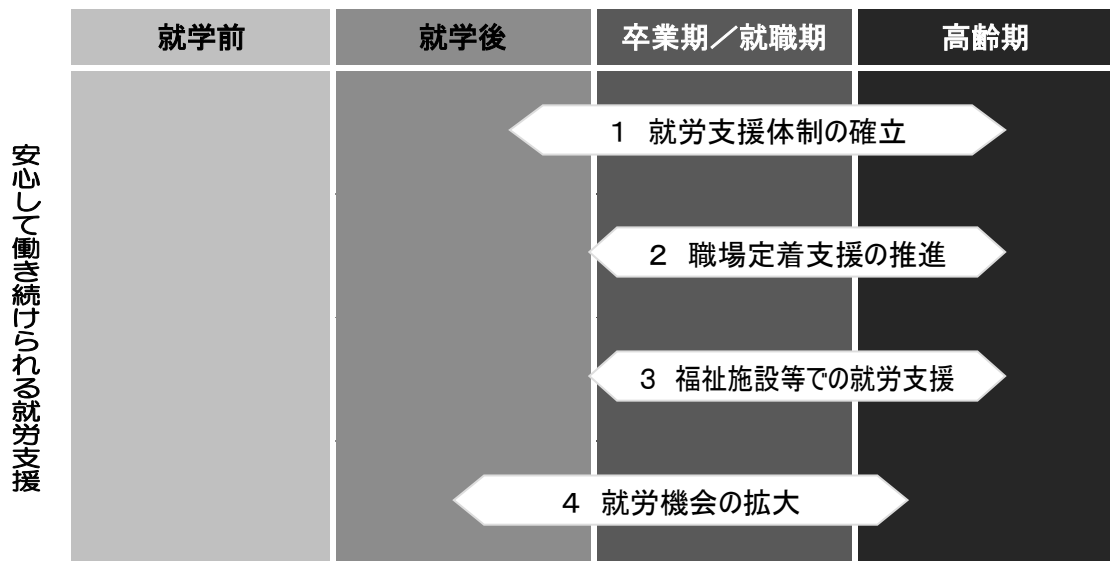 就学前
就学後
卒業期／就職期
高齢期
安心して働き続けられる就労支援
1　就労支援体制の確立
2　職場定着支援の推進
3　福祉施設等での就労支援
4　就労機会の拡大